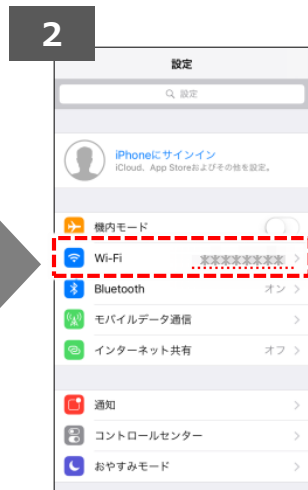 2
設定
設定
iPhoneにサインイン
iCloud、App Storeおよびその他を設定。
機内モード
Wi-Fi ********
Bluetooth オン
モバイルデータ通信
インターネット共有 オフ
通知
コントロールセンター
おやすみモード